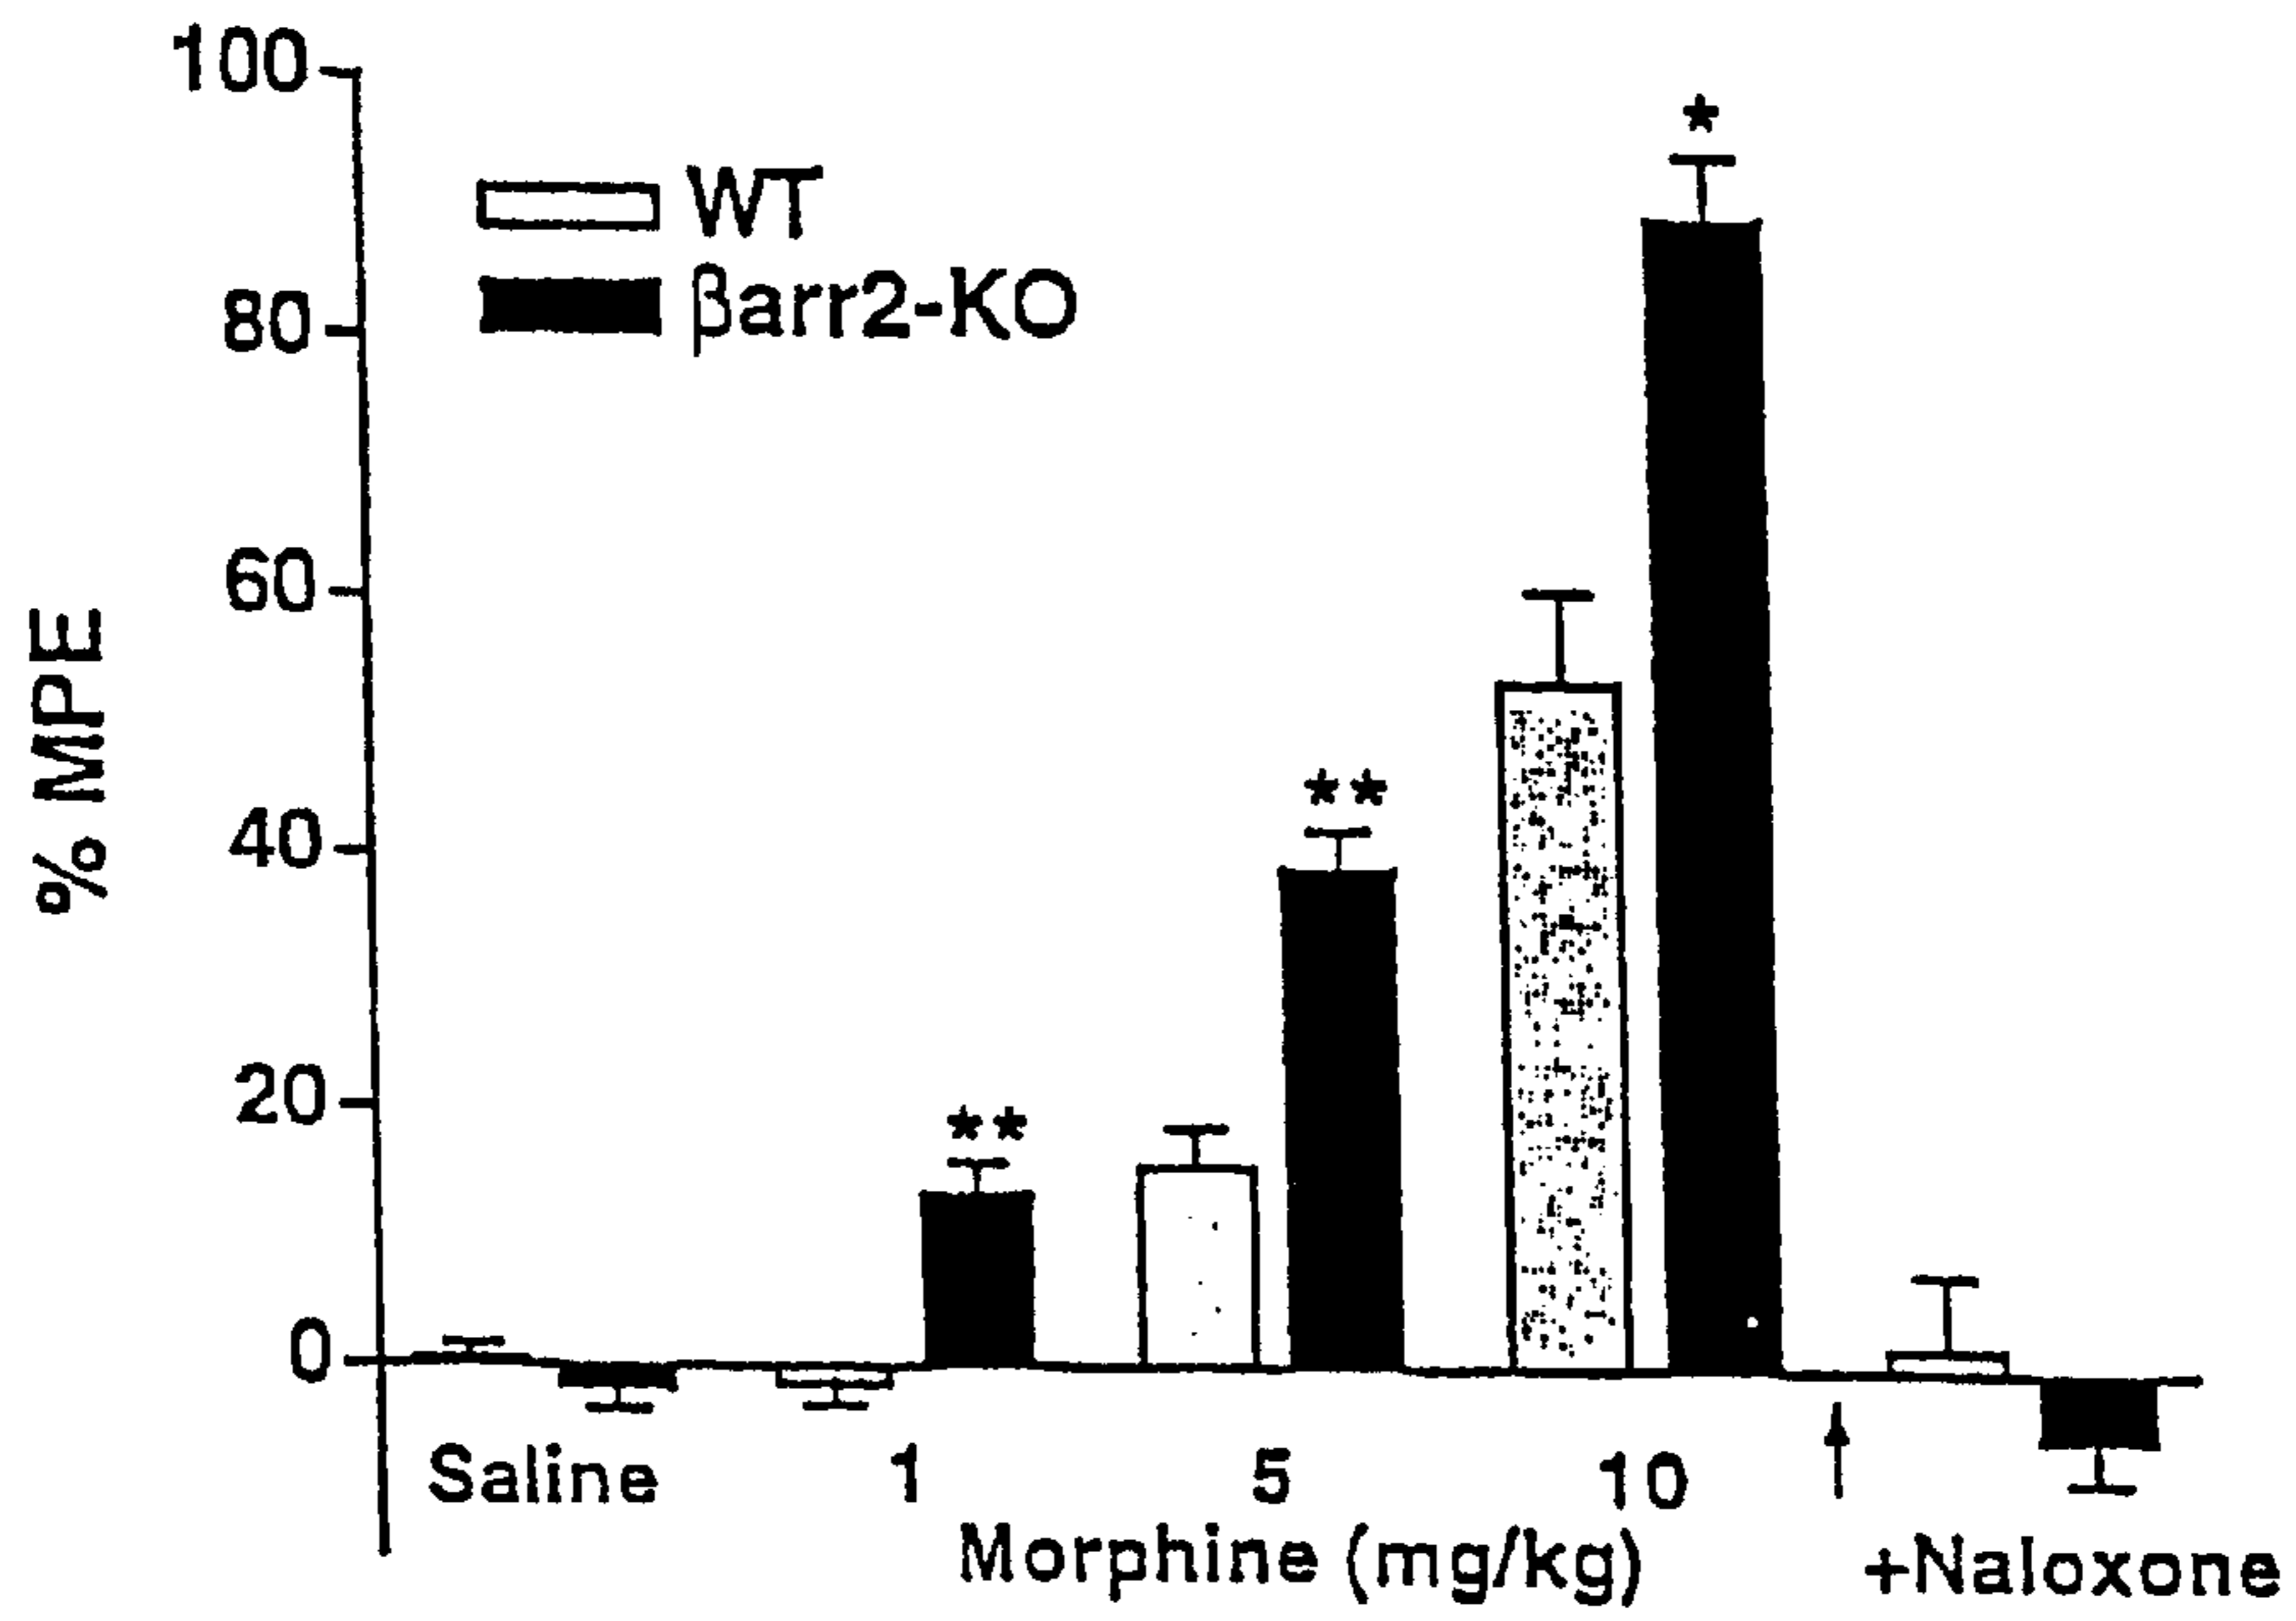 100
WT
βarr2-KO
80
60
% MPE
40
20
0
*
**
**
Saline 1 5 10
Morphine (mg/kg)
+Naloxone